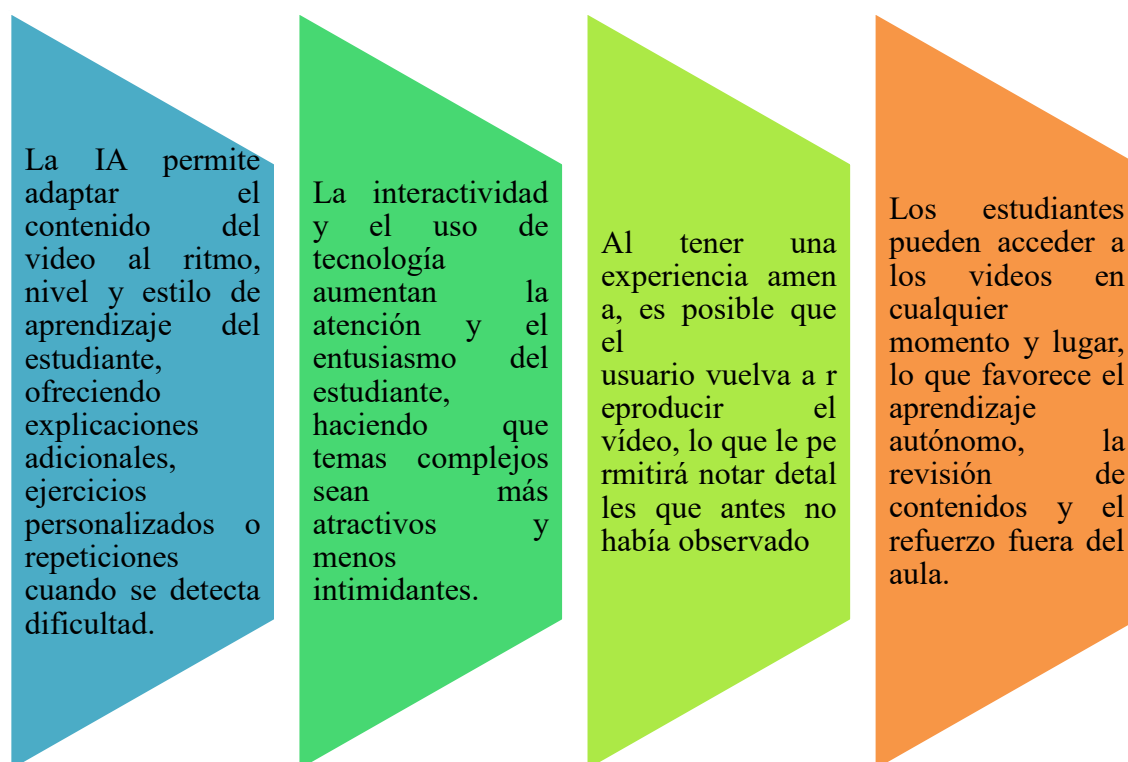 La IA permite
adaptar el
contenido del
video al ritmo,
nivel y estilo de
aprendizaje del
estudiante,
ofreciendo
explicaciones
adicionales,
ejercicios
personalizados o
repeticiones
cuando se detecta
dificultad.
La interactividad
y el uso de
tecnología
aumentan la
atención y el
entusiasmo del
estudiante,
haciendo que
temas complejos
sean más
atractivos y
menos
intimidantes.
Al tener una
experiencia amen
a, es posible que
el
usuario vuelva a r
eproducir el
vídeo, lo que le pe
rmitirá notar detal
les que antes no
había observado
Los estudiantes
pueden acceder a
los videos en
cualquier
momento y lugar,
lo que favorece el
aprendizaje
autónomo, la
revisión de
contenidos y el
refuerzo fuera del
aula.